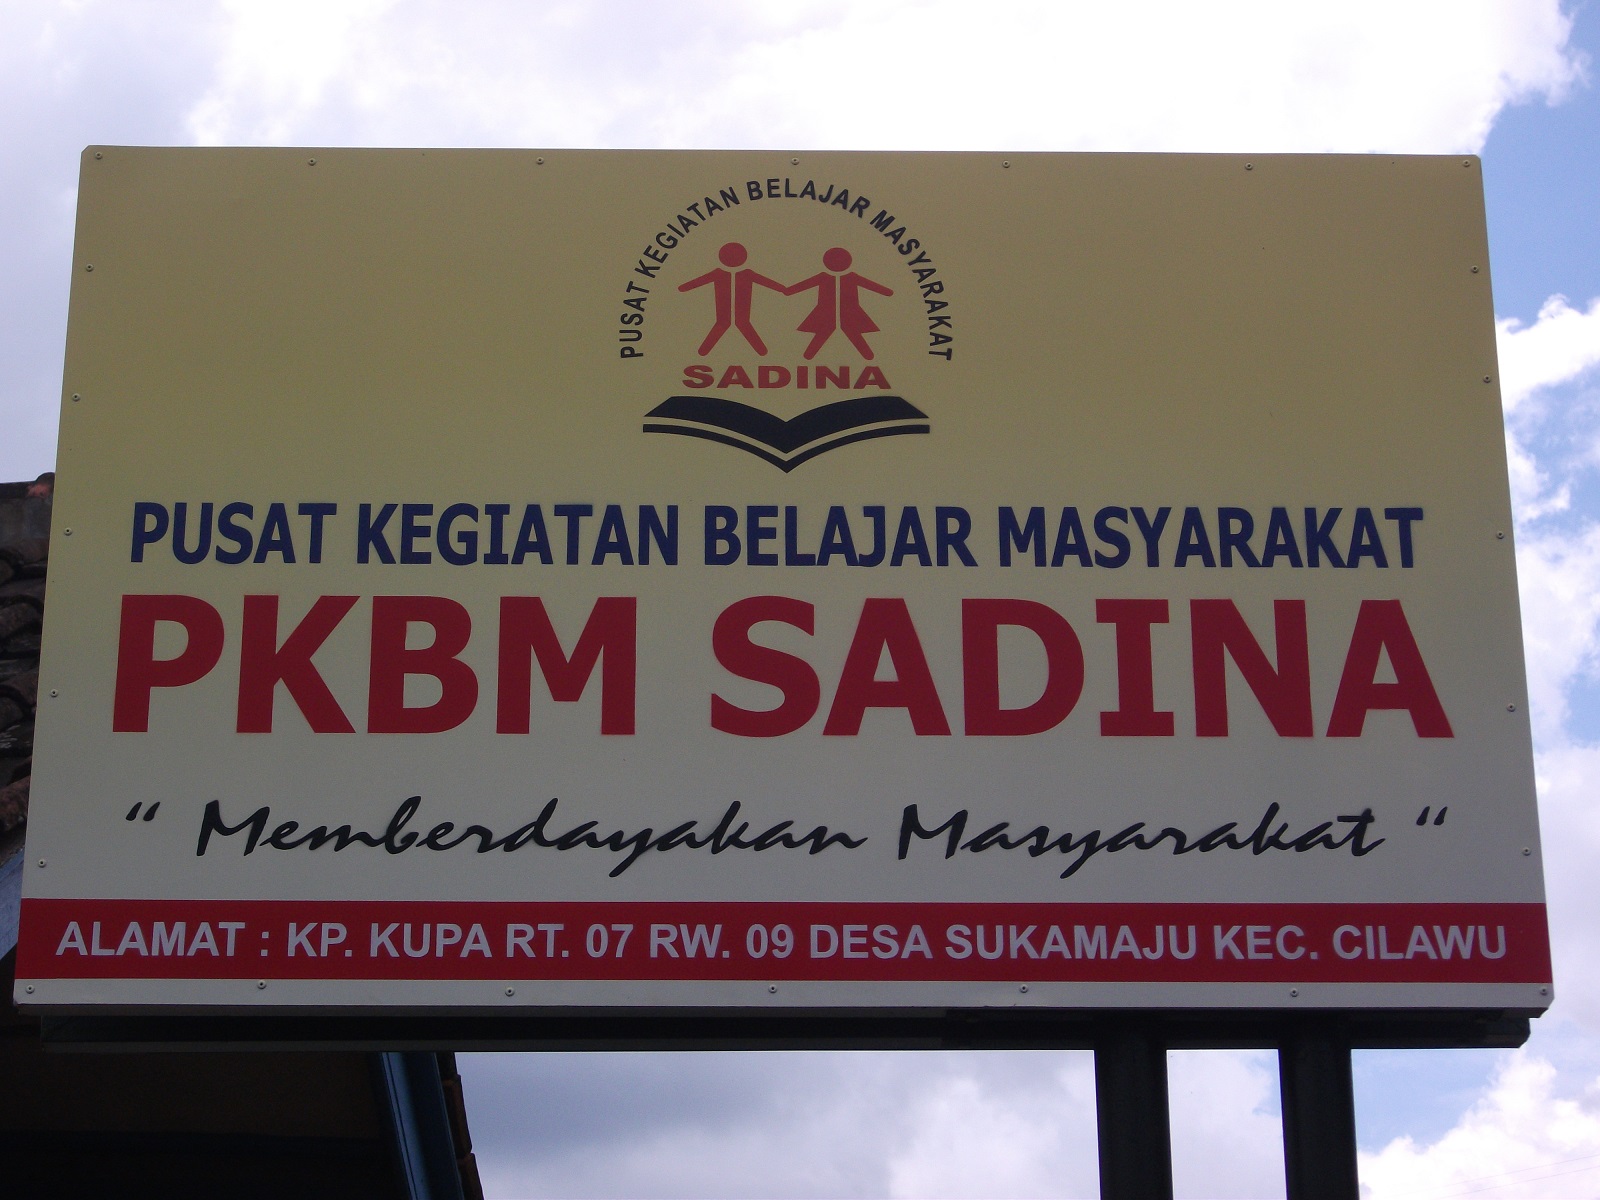 PUSAT KEGIATAN BELAJAR MASYARAKAT
SADINA
PUSAT KEGIATAN BELAJAR MASYARAKAT
PKBM SADINA
“ Memberdayakan Masyarakat “
ALAMAT : KP. KUPA RT. 07 RW. 09 DESA SUKAMAJU KEC. CILAWU